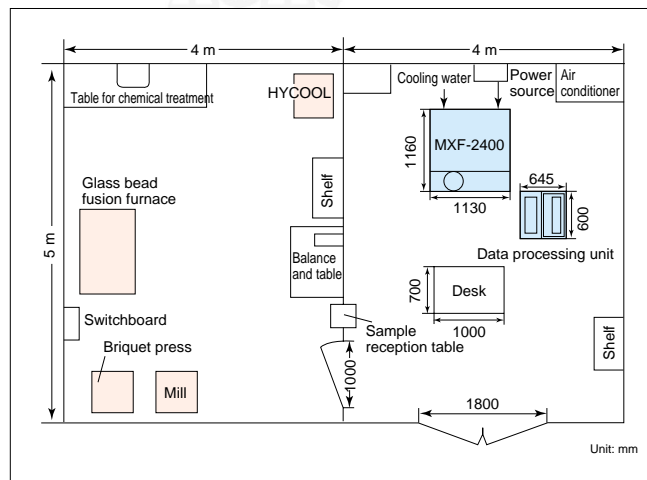 4 m
4 m
5 m
Table for chemical treatment
HYCOOL
Cooling water
Power
source
Air
conditioner
MXF-2400
1160
1130
645
600
Data processing unit
Glass bead
fusion furnace
Shelf
Balance
and table
Desk
700
1000
Switchboard
Sample
reception table
Briquet press
Mill
1000
Shelf
1800
Unit: mm